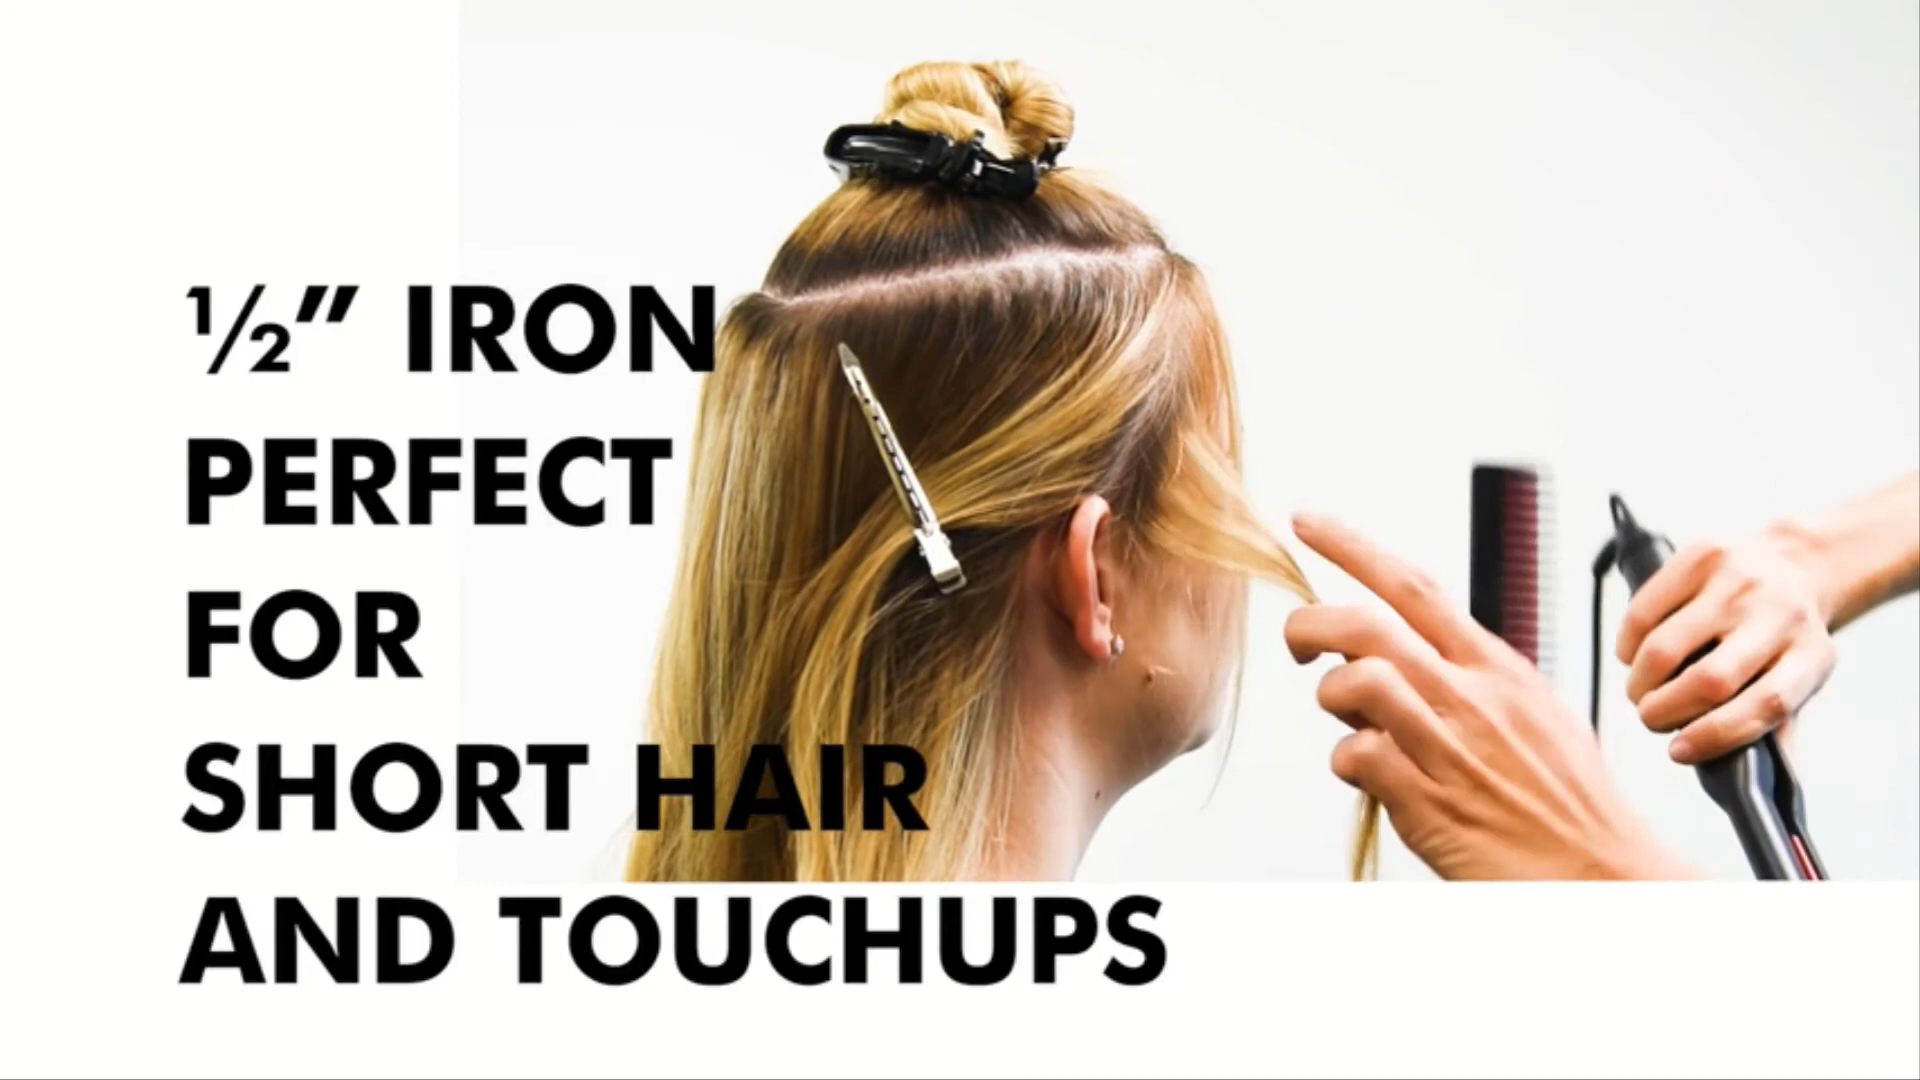 ½” IRON
PERFECT
FOR
SHORT HAIR
AND TOUCHUPS